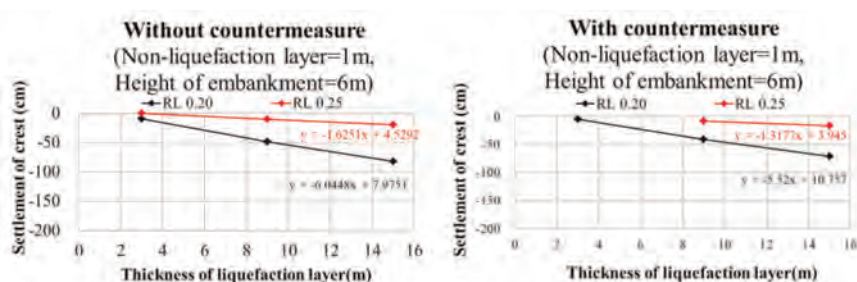 Without countermeasure
(Non-liquefaction layer=1m,
Height of embankment=6m)
RL 0.20 RL 0.25
Settlement of crest (cm)
0
-50
-100
-150
-200
y = -1.6251x + 4.5292
y = -6.0448x + 7.9751
0 2 4 6 8 10 12 14 16
Thickness of liquefaction layer(m)
With countermeasure
(Non-liquefaction layer=1m,
Height of embankment=6m)
RL 0.20 RL 0.25
Settlement of crest (cm)
0
-50
-100
-150
-200
y = -1.3177x + 3.945
y = -5.52x + 10.757
0 2 4 6 8 10 12 14 16
Thickness of liquefaction layer(m)